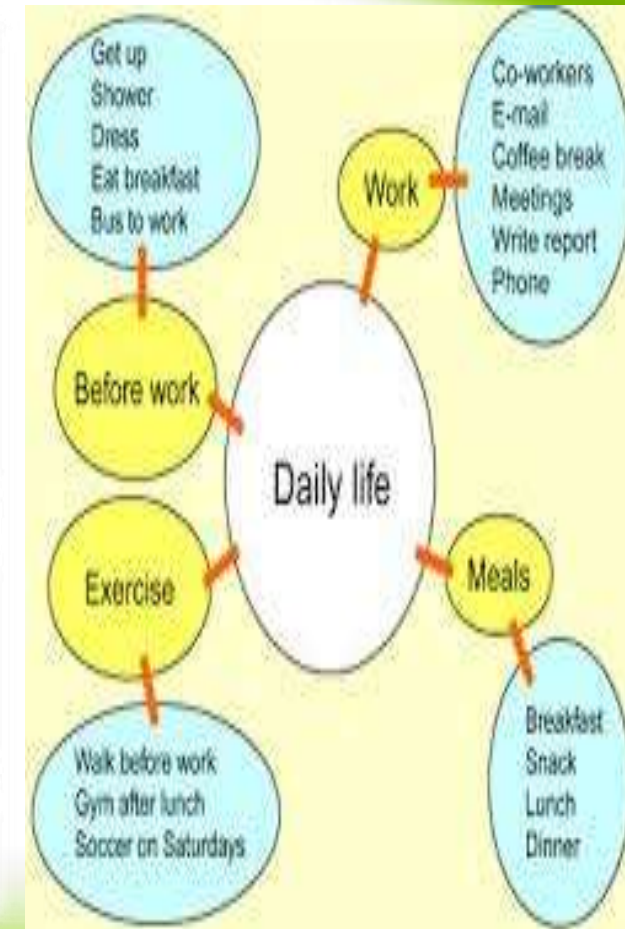 Get up
Shower
Dress
Eat breakfast
Bus to work
Before work
Work
Co-workers
E-mail
Coffee break
Meetings
Write report
Phone
Daily life
Exercise
Walk before work
Gym after lunch
Soccer on Saturdays
Meals
Breakfast
Snack
Lunch
Dinner